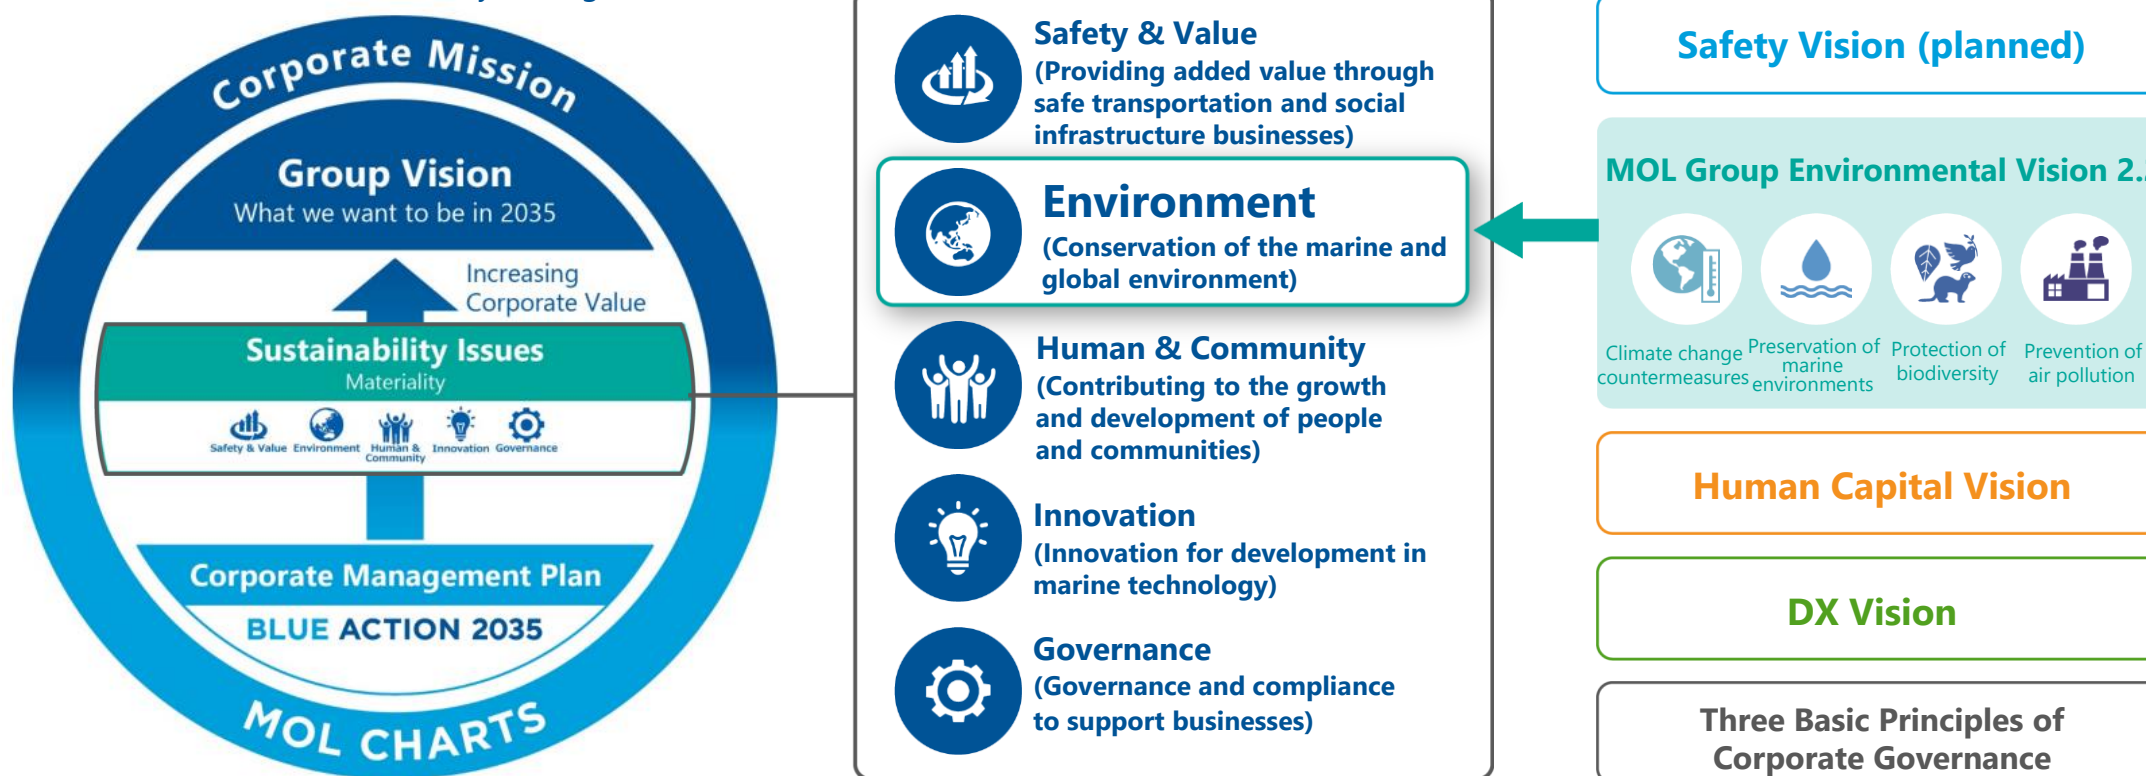 Corporate Mission
Group Vision
What we want to be in 2035
Increasing
Corporate Value
Sustainability Issues
Materiality
Safety & Value
Environment
Human &
Community
Innovation
Governance
Corporate Management Plan
BLUE ACTION 2035
MOL CHARTS
Safety & Value
(Providing added value through
safe transportation and social
infrastructure businesses)
Environment
(Conservation of the marine and
global environment)
Human & Community
(Contributing to the growth
and development of people
and communities)
Innovation
(Innovation for development in
marine technology)
Governance
(Governance and compliance
to support businesses)
Safety Vision (planned)
MOL Group Environmental Vision 2.
Climate change
countermeasures
Preservation of
marine
environments
Protection of
biodiversity
Prevention of
air pollution
Human Capital Vision
DX Vision
Three Basic Principles of
Corporate Governance